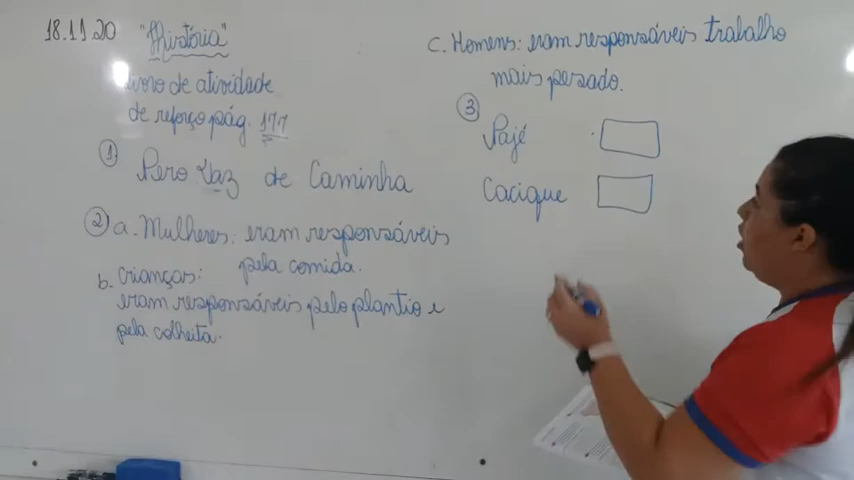 18.11.20 "História"
Livro de atividade
de reforço pág. 177
1 Pero Vaz de Caminha
2 a. Mulheres: eram responsáveis
pela comida.
b. crianças:
eram responsáveis pelo plantio e
pela colheita.
c. Homens: eram responsáveis trabalho
mais pesado.
3 Pajé
Cacique